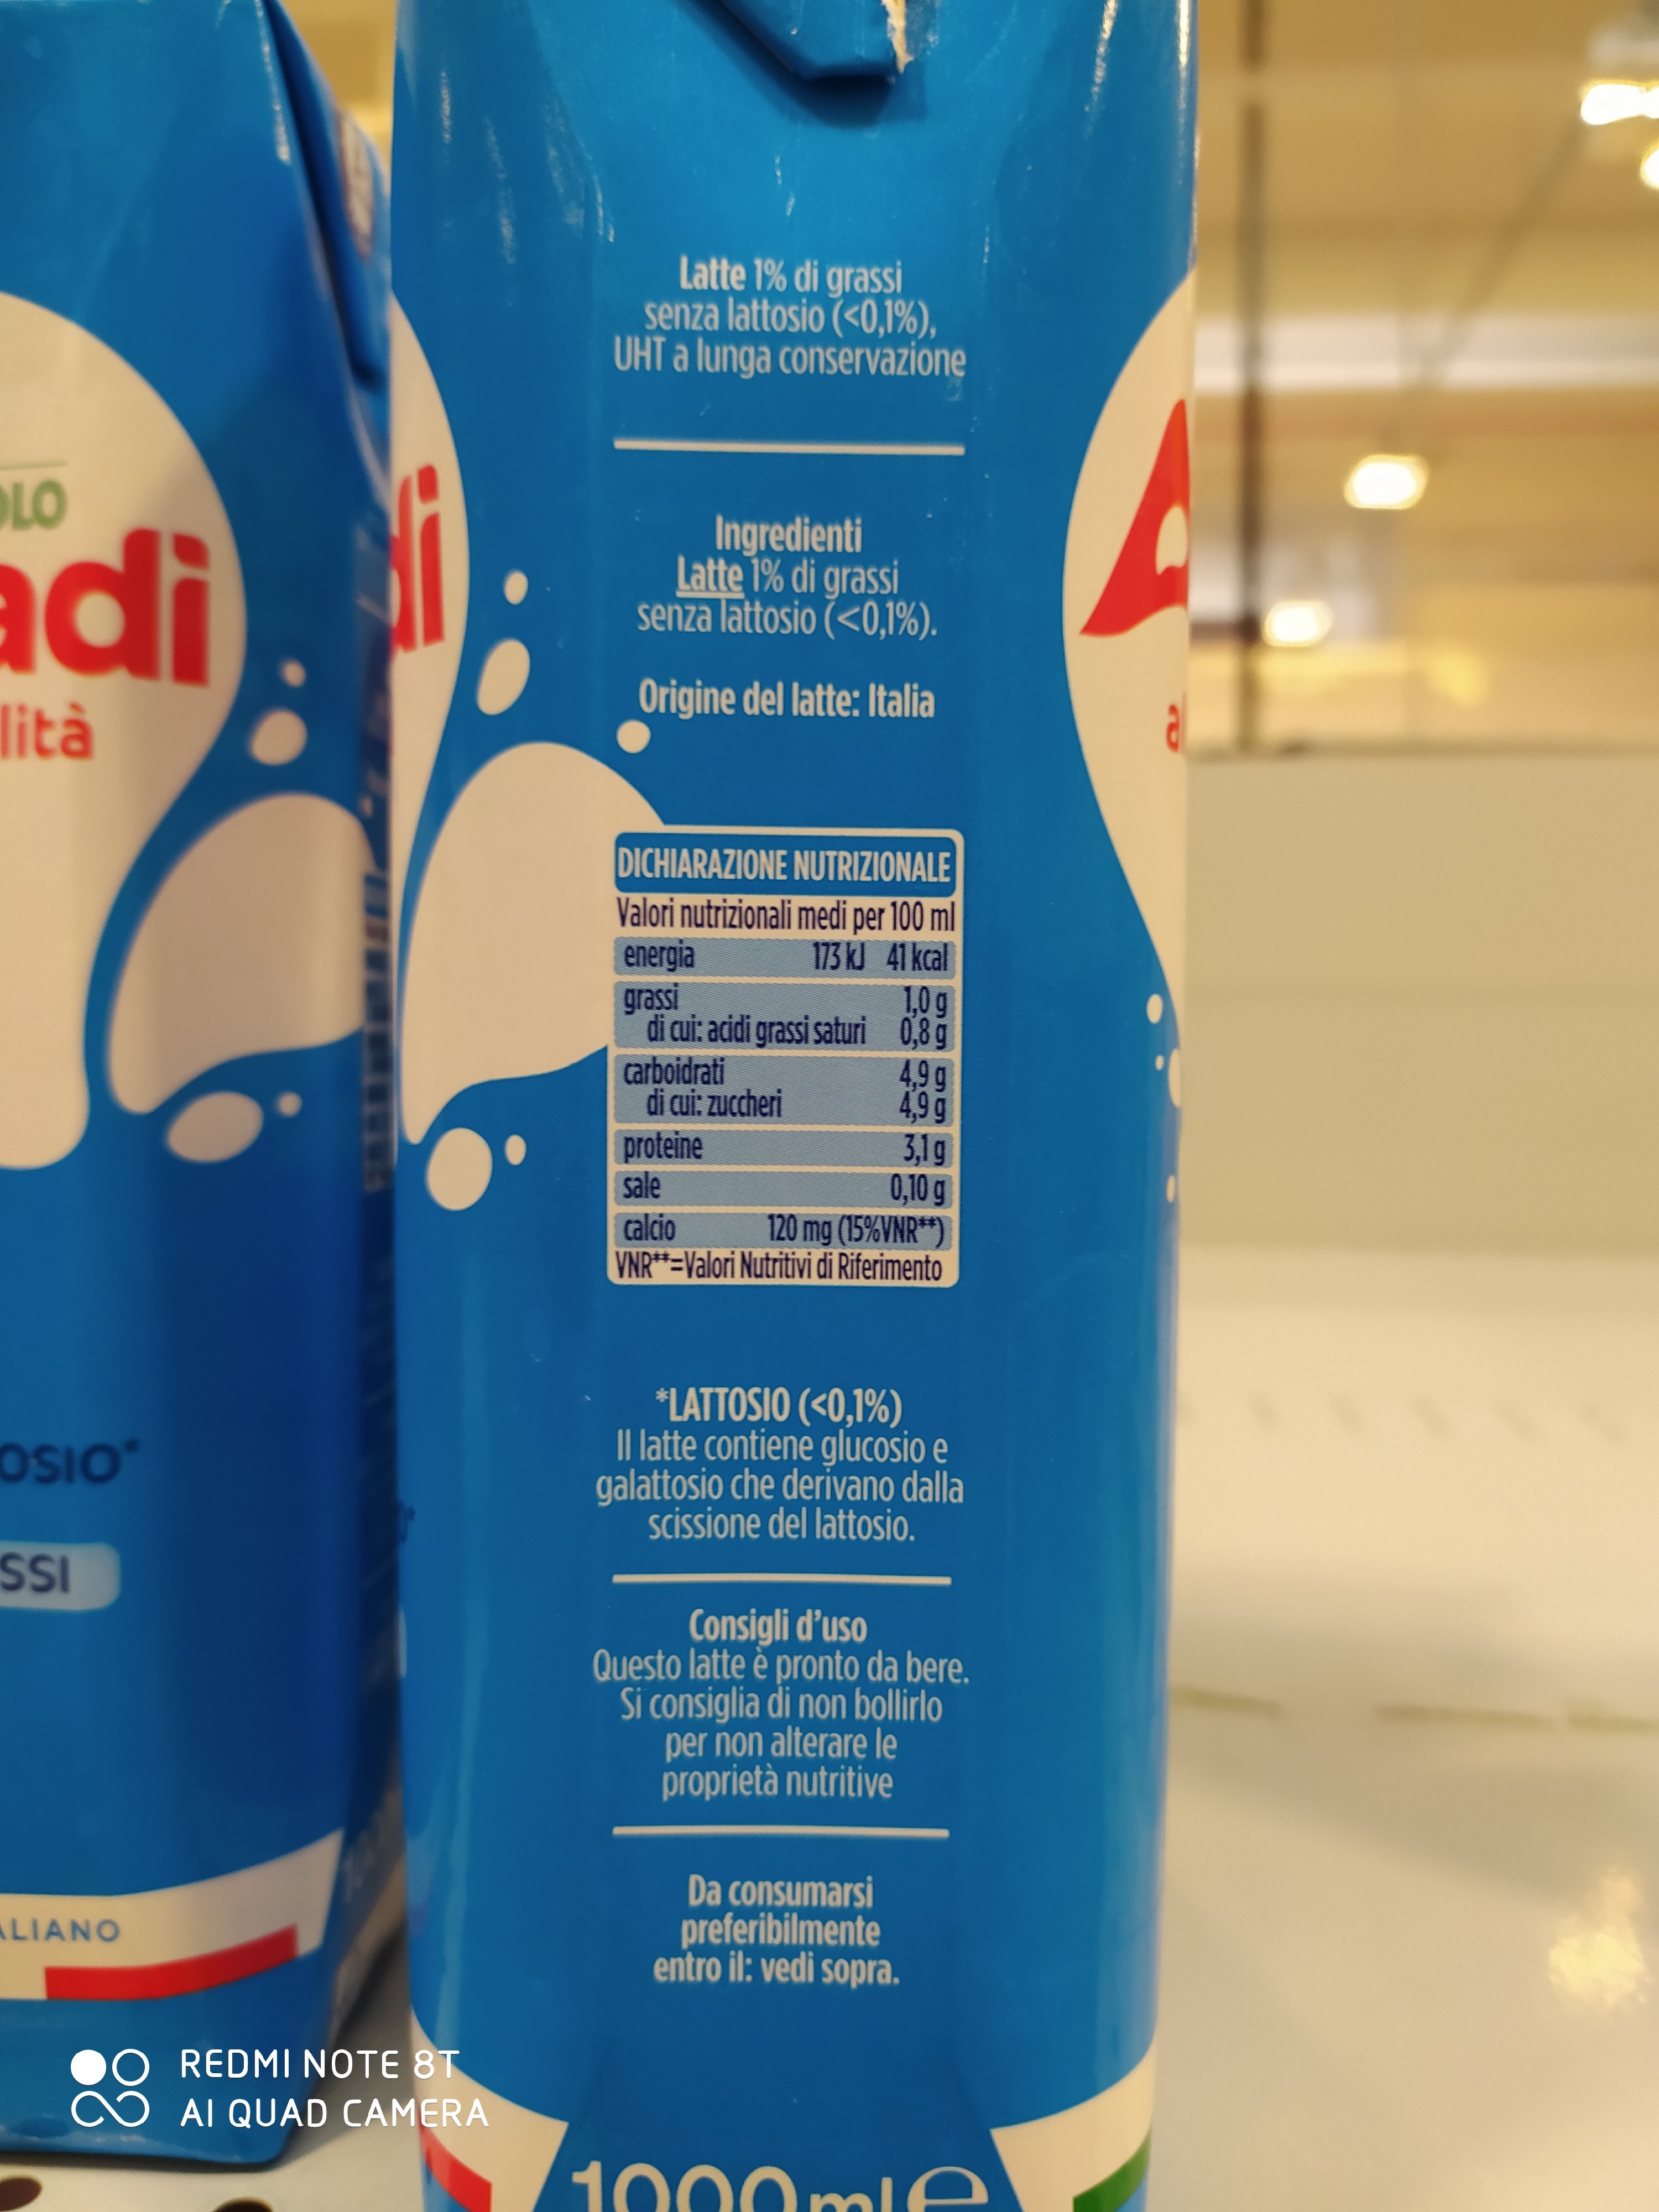 OLO
adi
lità
OSIO*
SSI
ALIANO
di
Latte 1% di grassi
senza lattosio (<0,1%),
UHT a lunga conservazione
Ingredienti
Latte 1% di grassi
senza lattosio (<0,1%).
Origine del latte: Italia
DICHIARAZIONE NUTRIZIONALE
Valori nutrizionali medi per 100 ml
energia 173 kJ 41 kcal
grassi 1,0 g
di cui: acidi grassi saturi 0,8 g
carboidrati 4,9 g
di cui: zuccheri 4,9 g
proteine 3,1 g
sale 0,10 g
calcio 120 mg (15%VNR**)
VNR**=Valori Nutritivi di Riferimento
*LATTOSIO (<0,1%)
Il latte contiene glucosio e
galattosio che derivano dalla
scissione del lattosio.
Consigli d'uso
Questo latte è pronto da bere.
Si consiglia di non bollirlo
per non alterare le
proprietà nutritive
Da consumarsi
preferibilmente
entro il: vedi sopra.
1000 ml e
A
a
REDMI NOTE 8T
AI QUAD CAMERA